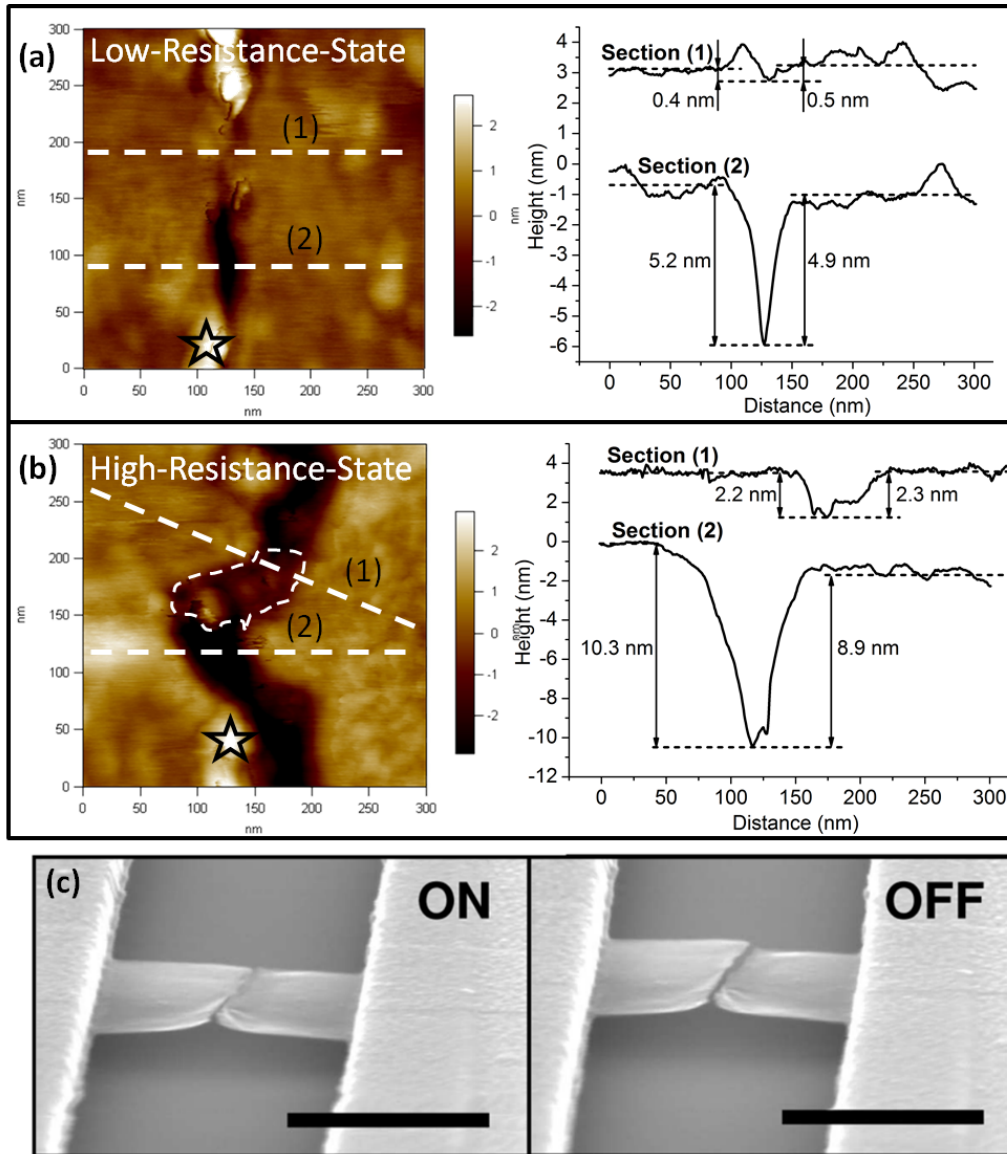 (a) Low-Resistance-State
300
250
200
150
100
50
0
nm
(1)
(2)
0 50 100 150 200 250 300
nm
2
1
0
-1
-2
nm
Section (1)
0.4 nm
0.5 nm
Section (2)
5.2 nm
4.9 nm
4
3
2
1
0
-1
-2
-3
-4
-5
-6
Height (nm)
0 50 100 150 200 250 300
Distance (nm)
(b) High-Resistance-State
300
250
200
150
100
50
0
nm
(1)
(2)
0 50 100 150 200 250 300
nm
2
1
0
-1
-2
Section (1)
2.2 nm
2.3 nm
Section (2)
10.3 nm
8.9 nm
4
2
0
-2
-4
-6
-8
-10
-12
Height (nm)
nm
0 50 100 150 200 250 300
Distance (nm)
(c)
ON
OFF